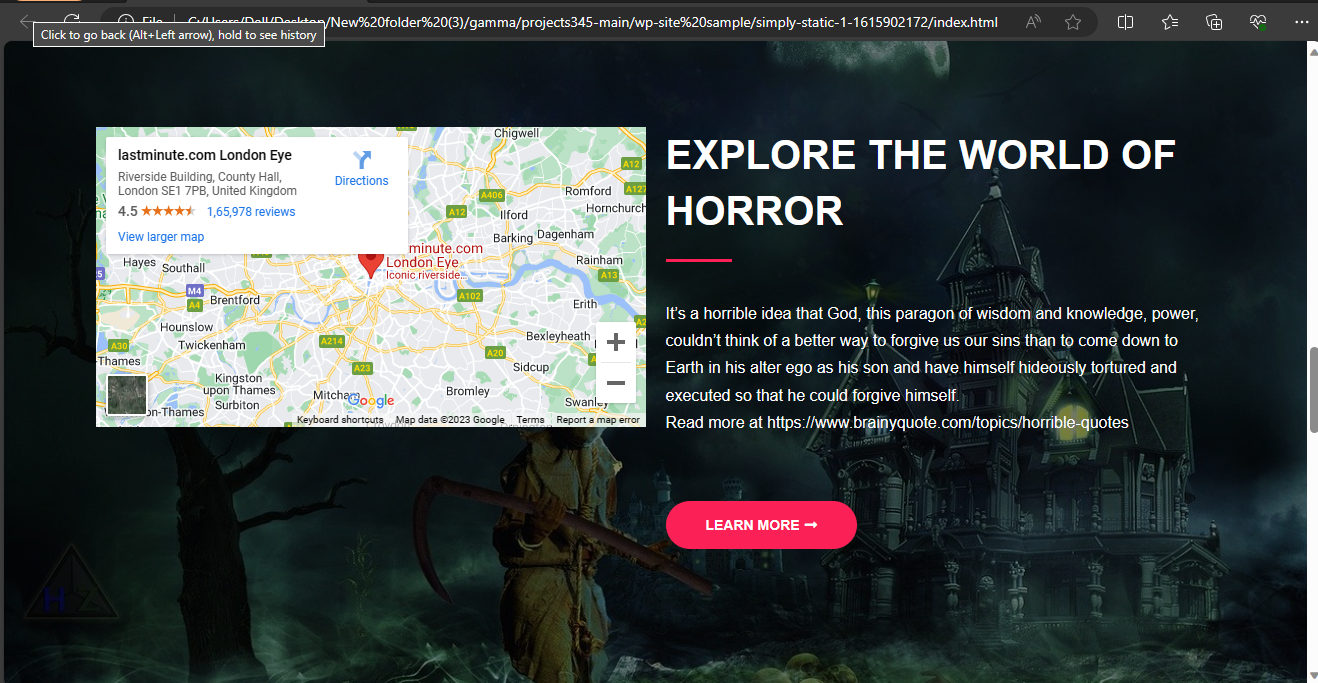 File
C:/Users/Dell/Desktop/New%20folder%20(3)/gamma/projects345-main/wp-site%20sample/simply-static-1-1615902172/index.html
Click to go back (Alt+Left arrow), hold to see history
lastminute.com London Eye
Riverside Building, County Hall,
London SE1 7PB, United Kingdom
Directions
4.5
1,65,978 reviews
View larger map
Chigwell
A12
A406
Romford
A127
A12
Ilford
Hornchurch
Barking
Dagenham
minute.com
London Eye
Iconic riverside...
Rainham
A13
Hayes
Southall
M4
A4
Brentford
A102
Erith
Hounslow
Twickenham
A30
A214
A20
Bexleyheath
-Thames
A23
Sidcup
Kingston
upon Thames
Surbiton
Mitcham
Bromley
Swanley
on-Thames
Google
Keyboard shortcuts
Map data ©2023 Google
Terms
Report a map error
EXPLORE THE WORLD OF
HORROR
It's a horrible idea that God, this paragon of wisdom and knowledge, power,
couldn't think of a better way to forgive us our sins than to come down to
Earth in his alter ego as his son and have himself hideously tortured and
executed so that he could forgive himself.
Read more at https://www.brainyquote.com/topics/horrible-quotes
LEARN MORE